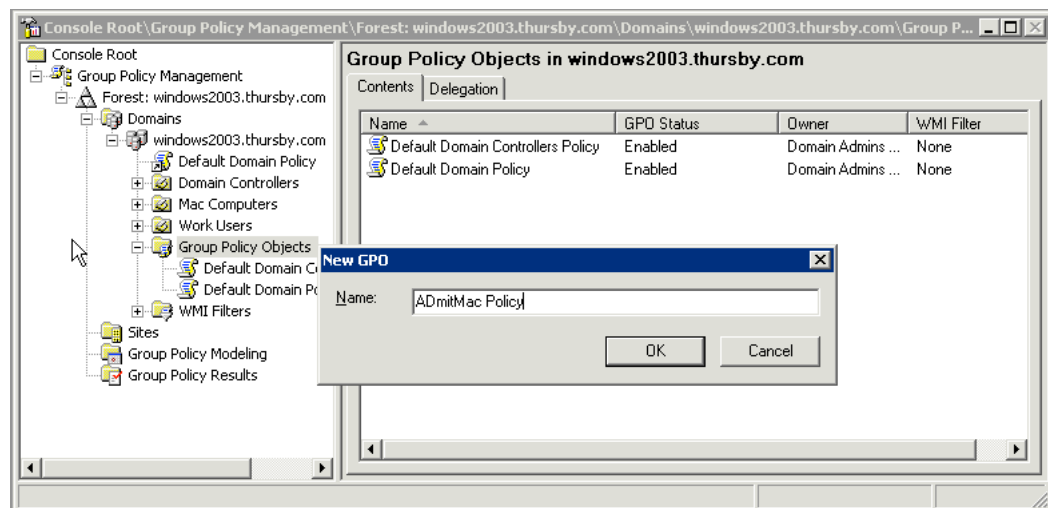 Console Root\Group Policy Management\Forest: windows2003.thursby.com\Domains\windows2003.thursby.com\Group P...
Console Root
Group Policy Management
Forest: windows2003.thursby.com
Domains
windows2003.thursby.com
Default Domain Policy
Domain Controllers
Mac Computers
Work Users
Group Policy Objects
Default Domain C
Default Domain Po
WMI Filters
Sites
Group Policy Modeling
Group Policy Results
Group Policy Objects in windows2003.thursby.com
Contents Delegation
Name GPO Status Owner WMI Filter
Default Domain Controllers Policy Enabled Domain Admins ... None
Default Domain Policy Enabled Domain Admins ... None
New GPO
Name: ADmitMac Policy
OK Cancel